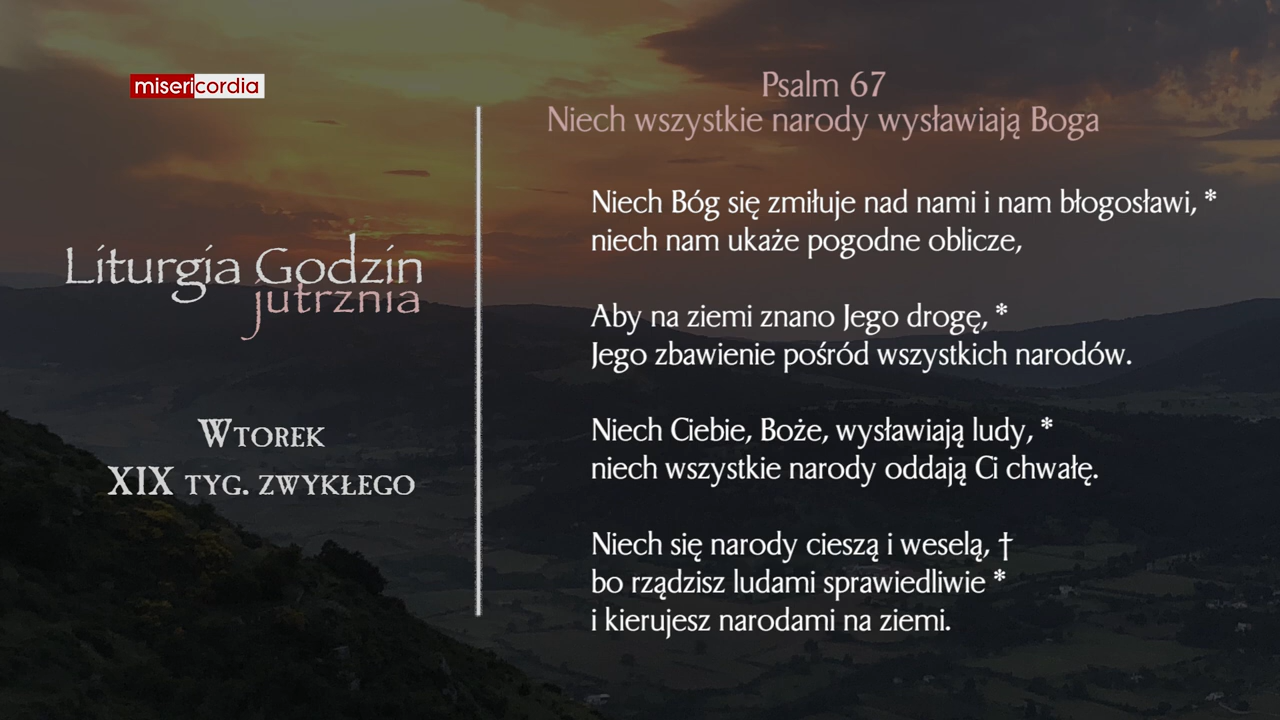 misericordia
Liturgia Godzin
jutrznia
Wtorek
XIX tyg. zwykłego
Psalm 67
Niech wszystkie narody wysławiają Boga
Niech Bóg się zmiłuje nad nami i nam błogosławi, *
niech nam ukaże pogodne oblicze,
Aby na ziemi znano Jego drogę, *
Jego zbawienie pośród wszystkich narodów.
Niech Ciebie, Boże, wysławiają ludy, *
niech wszystkie narody oddają Ci chwałę.
Niech się narody cieszą i weselą, †
bo rządzisz ludami sprawiedliwie *
i kierujesz narodami na ziemi.